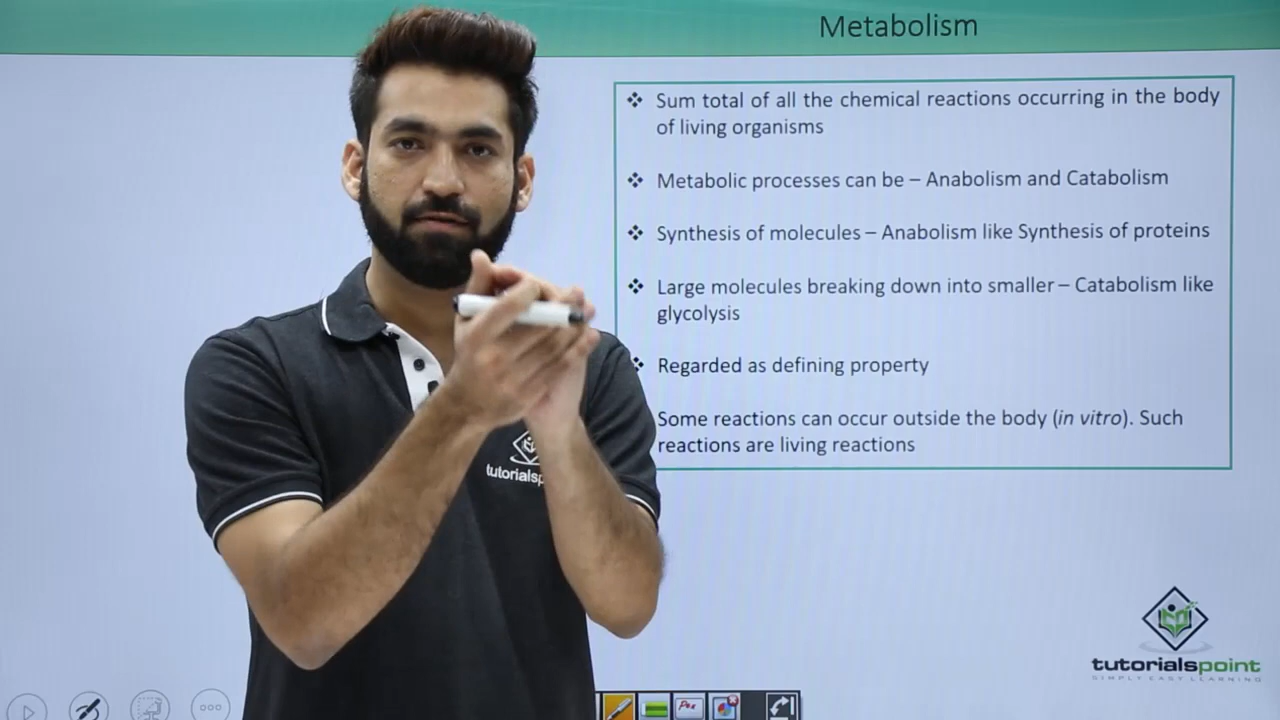 Metabolism
❖ Sum total of all the chemical reactions occurring in the body
of living organisms
❖ Metabolic processes can be – Anabolism and Catabolism
❖ Synthesis of molecules – Anabolism like Synthesis of proteins
❖ Large molecules breaking down into smaller – Catabolism like
glycolysis
❖ Regarded as defining property
Some reactions can occur outside the body (in vitro). Such
reactions are living reactions
tutorialsp
tutorialspoint
SIMPLY EASY LEARNING
Pen